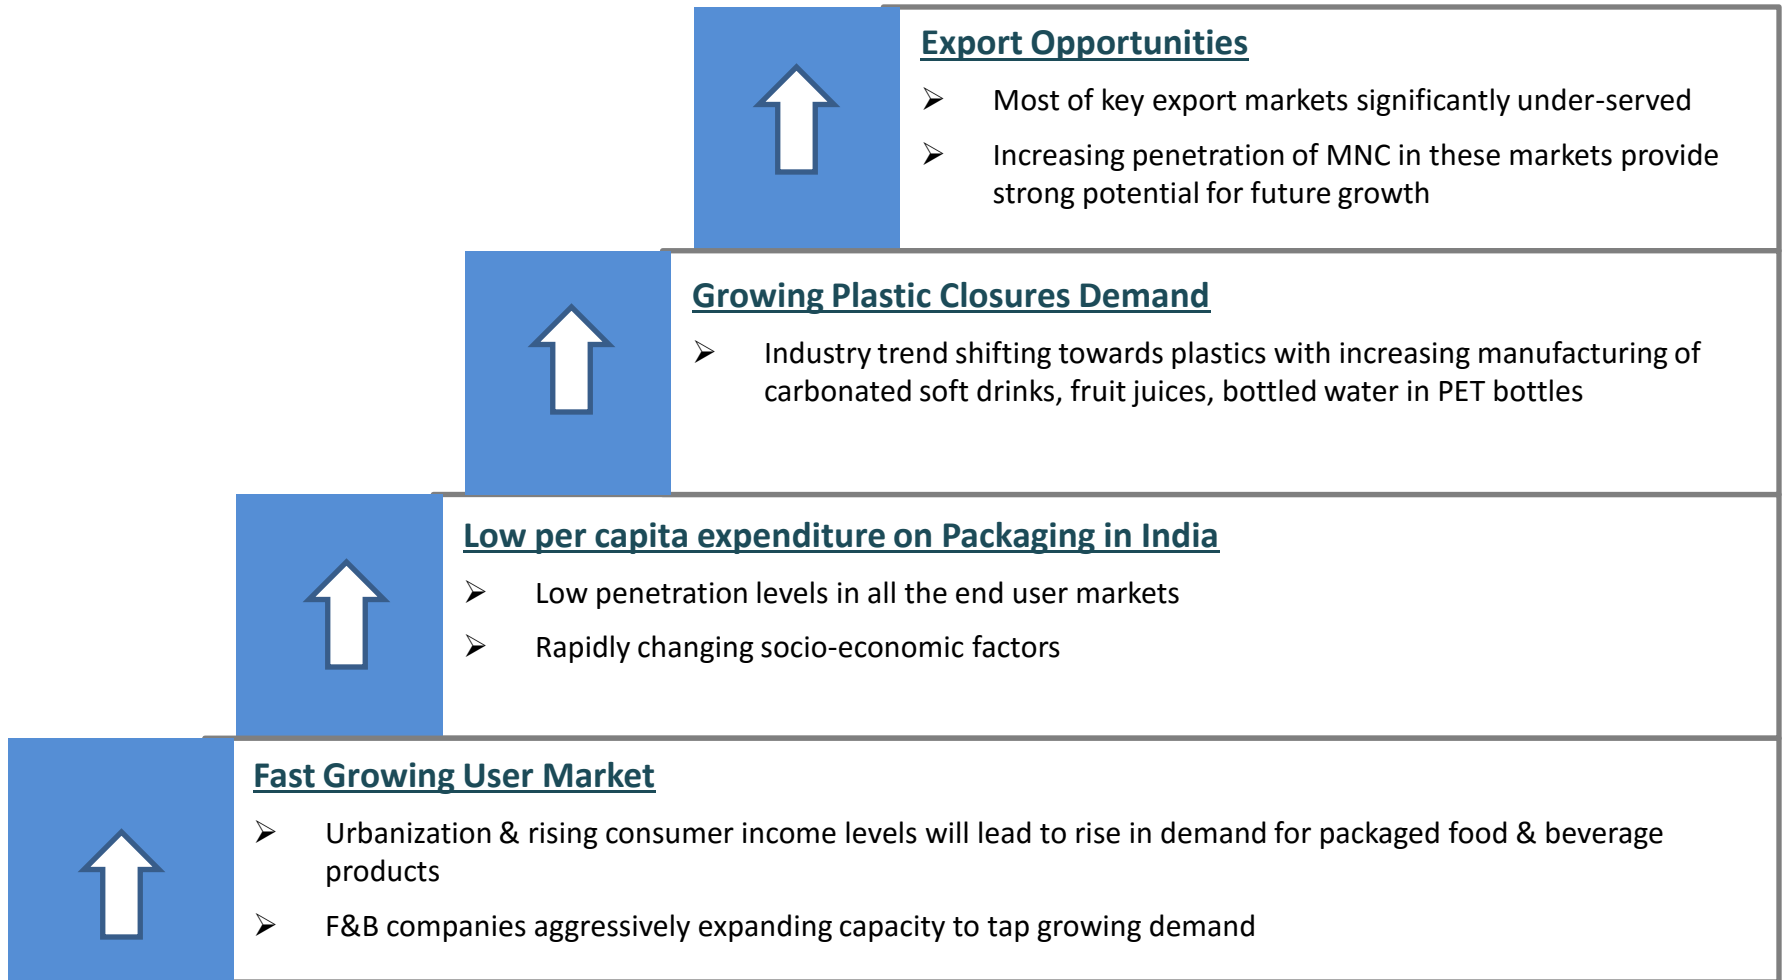 Export Opportunities
➢ Most of key export markets significantly under-served
➢ Increasing penetration of MNC in these markets provide
strong potential for future growth
Growing Plastic Closures Demand
➢ Industry trend shifting towards plastics with increasing manufacturing of
carbonated soft drinks, fruit juices, bottled water in PET bottles
Low per capita expenditure on Packaging in India
➢ Low penetration levels in all the end user markets
➢ Rapidly changing socio-economic factors
Fast Growing User Market
➢ Urbanization & rising consumer income levels will lead to rise in demand for packaged food & beverage
products
➢ F&B companies aggressively expanding capacity to tap growing demand